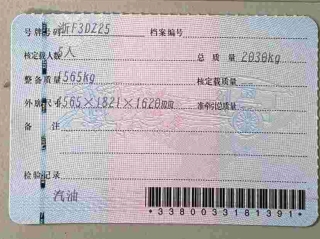 号牌号码 浙F3DZ25 档案编号
核定载人数 5人 总质量 2030kg
整备质量 1565kg 核定载质量
外廓尺寸 4565×1821×1620mm 准牵引总质量
备注
检验记录
汽油
*3380033181391*